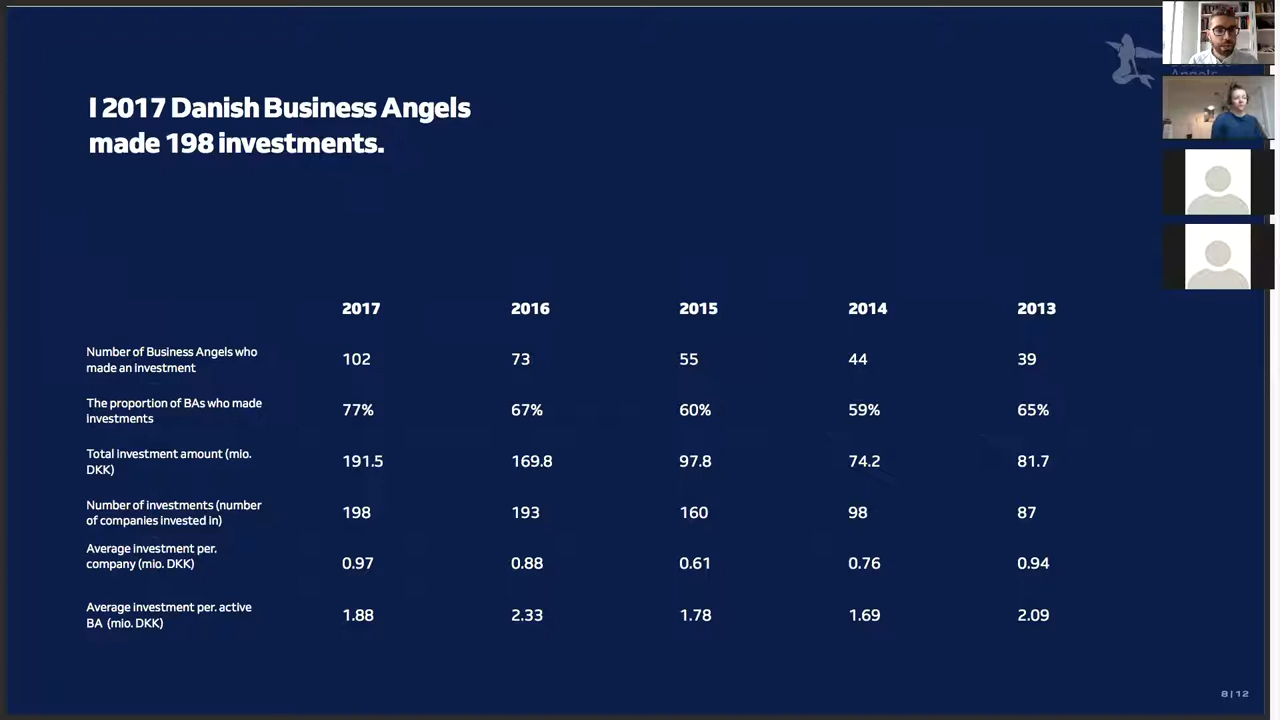 I 2017 Danish Business Angels
made 198 investments.
2017 2016 2015 2014 2013
Number of Business Angels who
made an investment
102 73 55 44 39
The proportion of BAs who made
investments
77% 67% 60% 59% 65%
Total investment amount (mio.
DKK)
191.5 169.8 97.8 74.2 81.7
Number of investments (number
of companies invested in)
198 193 160 98 87
Average investment per.
company (mio. DKK)
0.97 0.88 0.61 0.76 0.94
Average investment per. active
BA (mio. DKK)
1.88 2.33 1.78 1.69 2.09
8 | 12